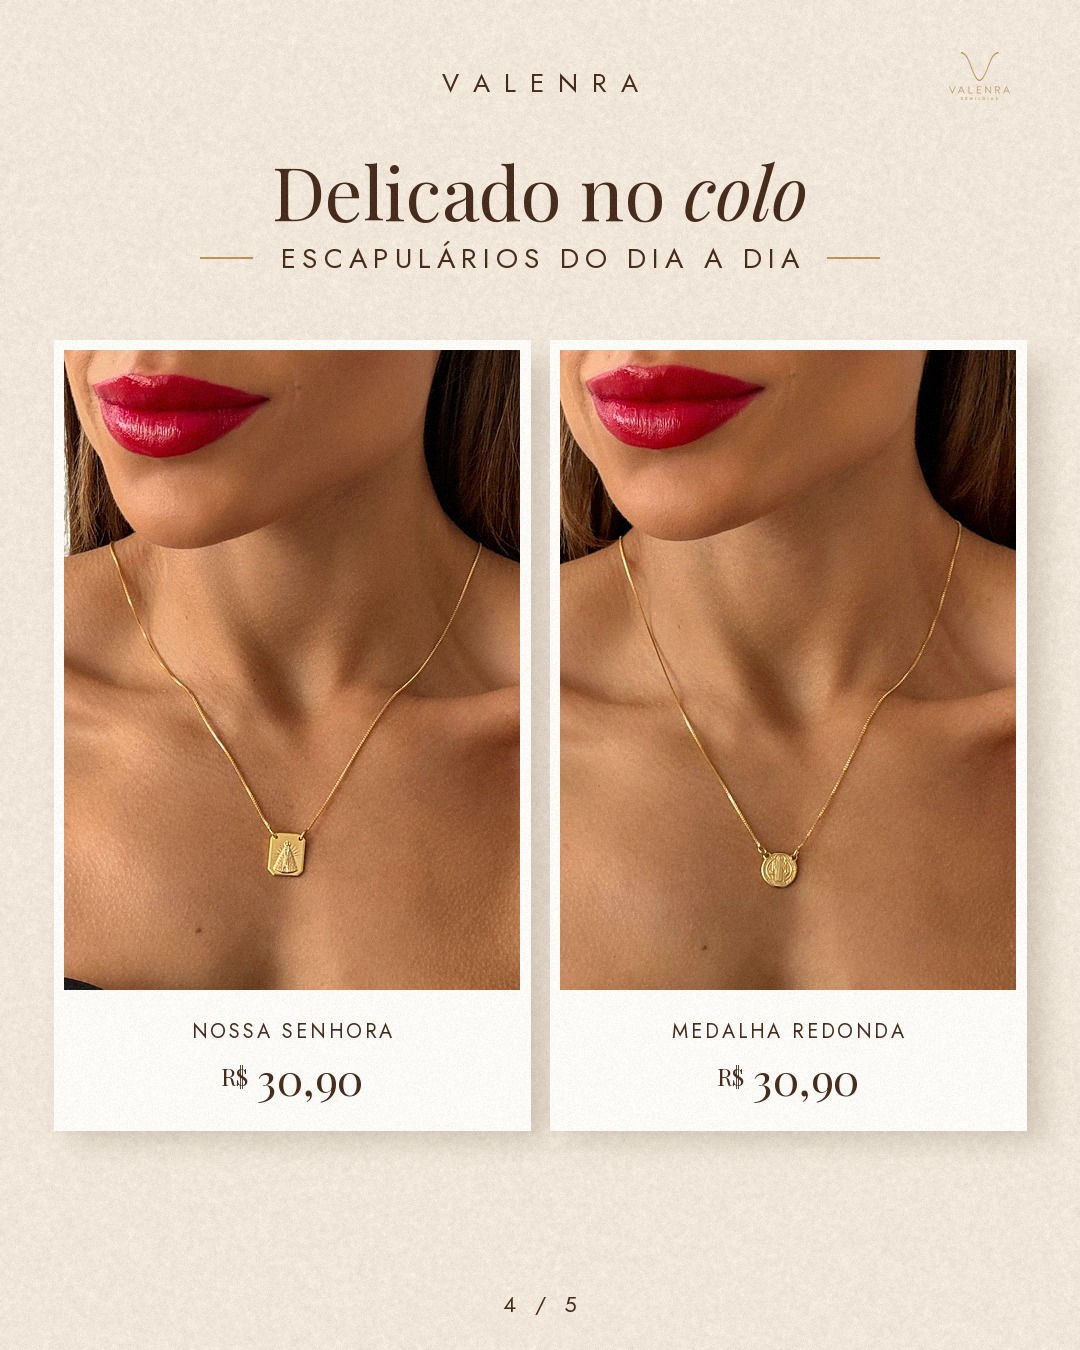 VALENRA
VALENRA
Delicado no colo
ESCAPULÁRIOS DO DIA A DIA
NOSSA SENHORA
R$ 30,90
MEDALHA REDONDA
R$ 30,90
4 / 5